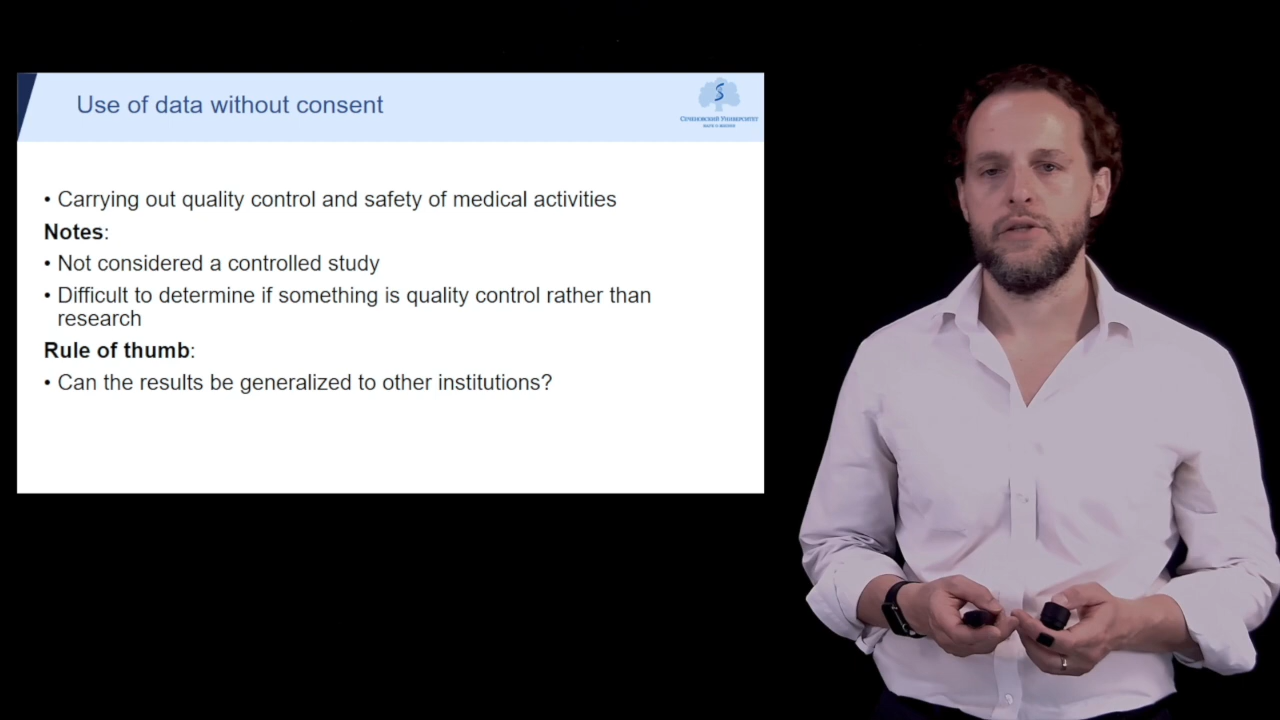 Use of data without consent
Сеченовский Университет
• Carrying out quality control and safety of medical activities
Notes:
• Not considered a controlled study
• Difficult to determine if something is quality control rather than
research
Rule of thumb:
• Can the results be generalized to other institutions?